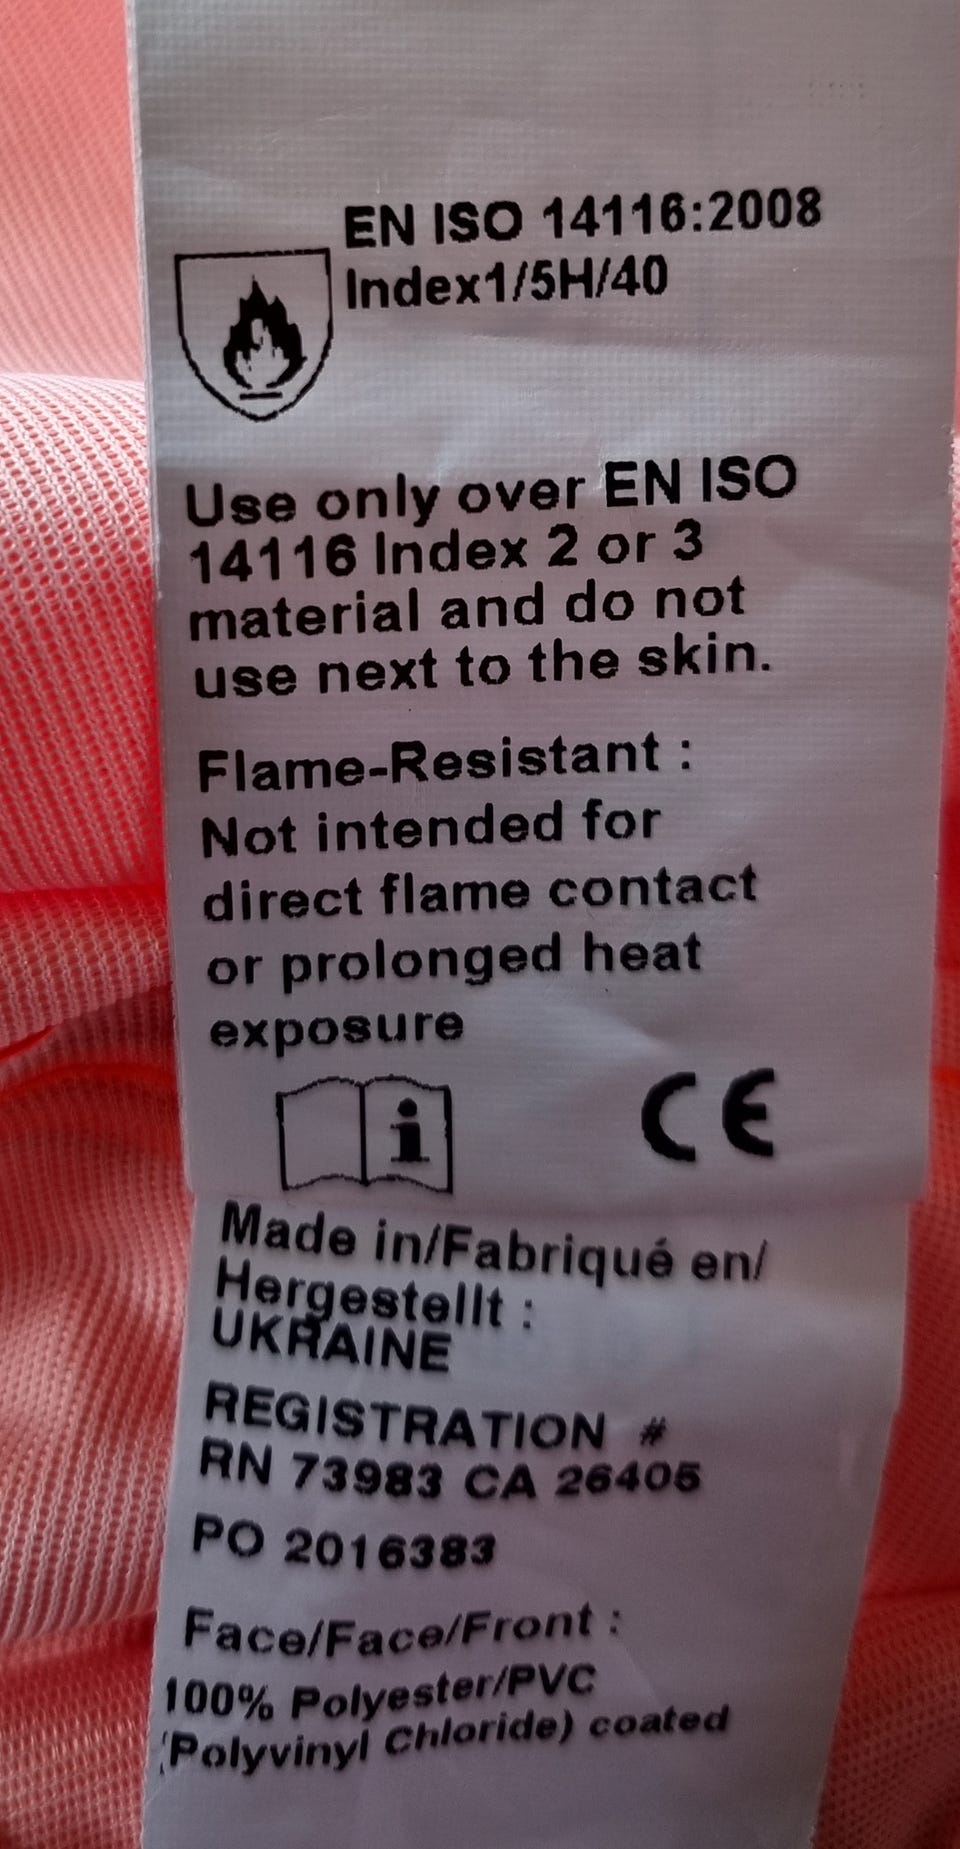 EN ISO 14116:2008
Index1/5H/40
Use only over EN ISO
14116 Index 2 or 3
material and do not
use next to the skin.
Flame-Resistant :
Not intended for
direct flame contact
or prolonged heat
exposure
i
CE
Made in/Fabriqué en/
Hergestellt :
UKRAINE
REGISTRATION #
RN 73983 CA 26405
PO 2016383
Face/Face/Front :
100% Polyester/PVC
(Polyvinyl Chloride) coated